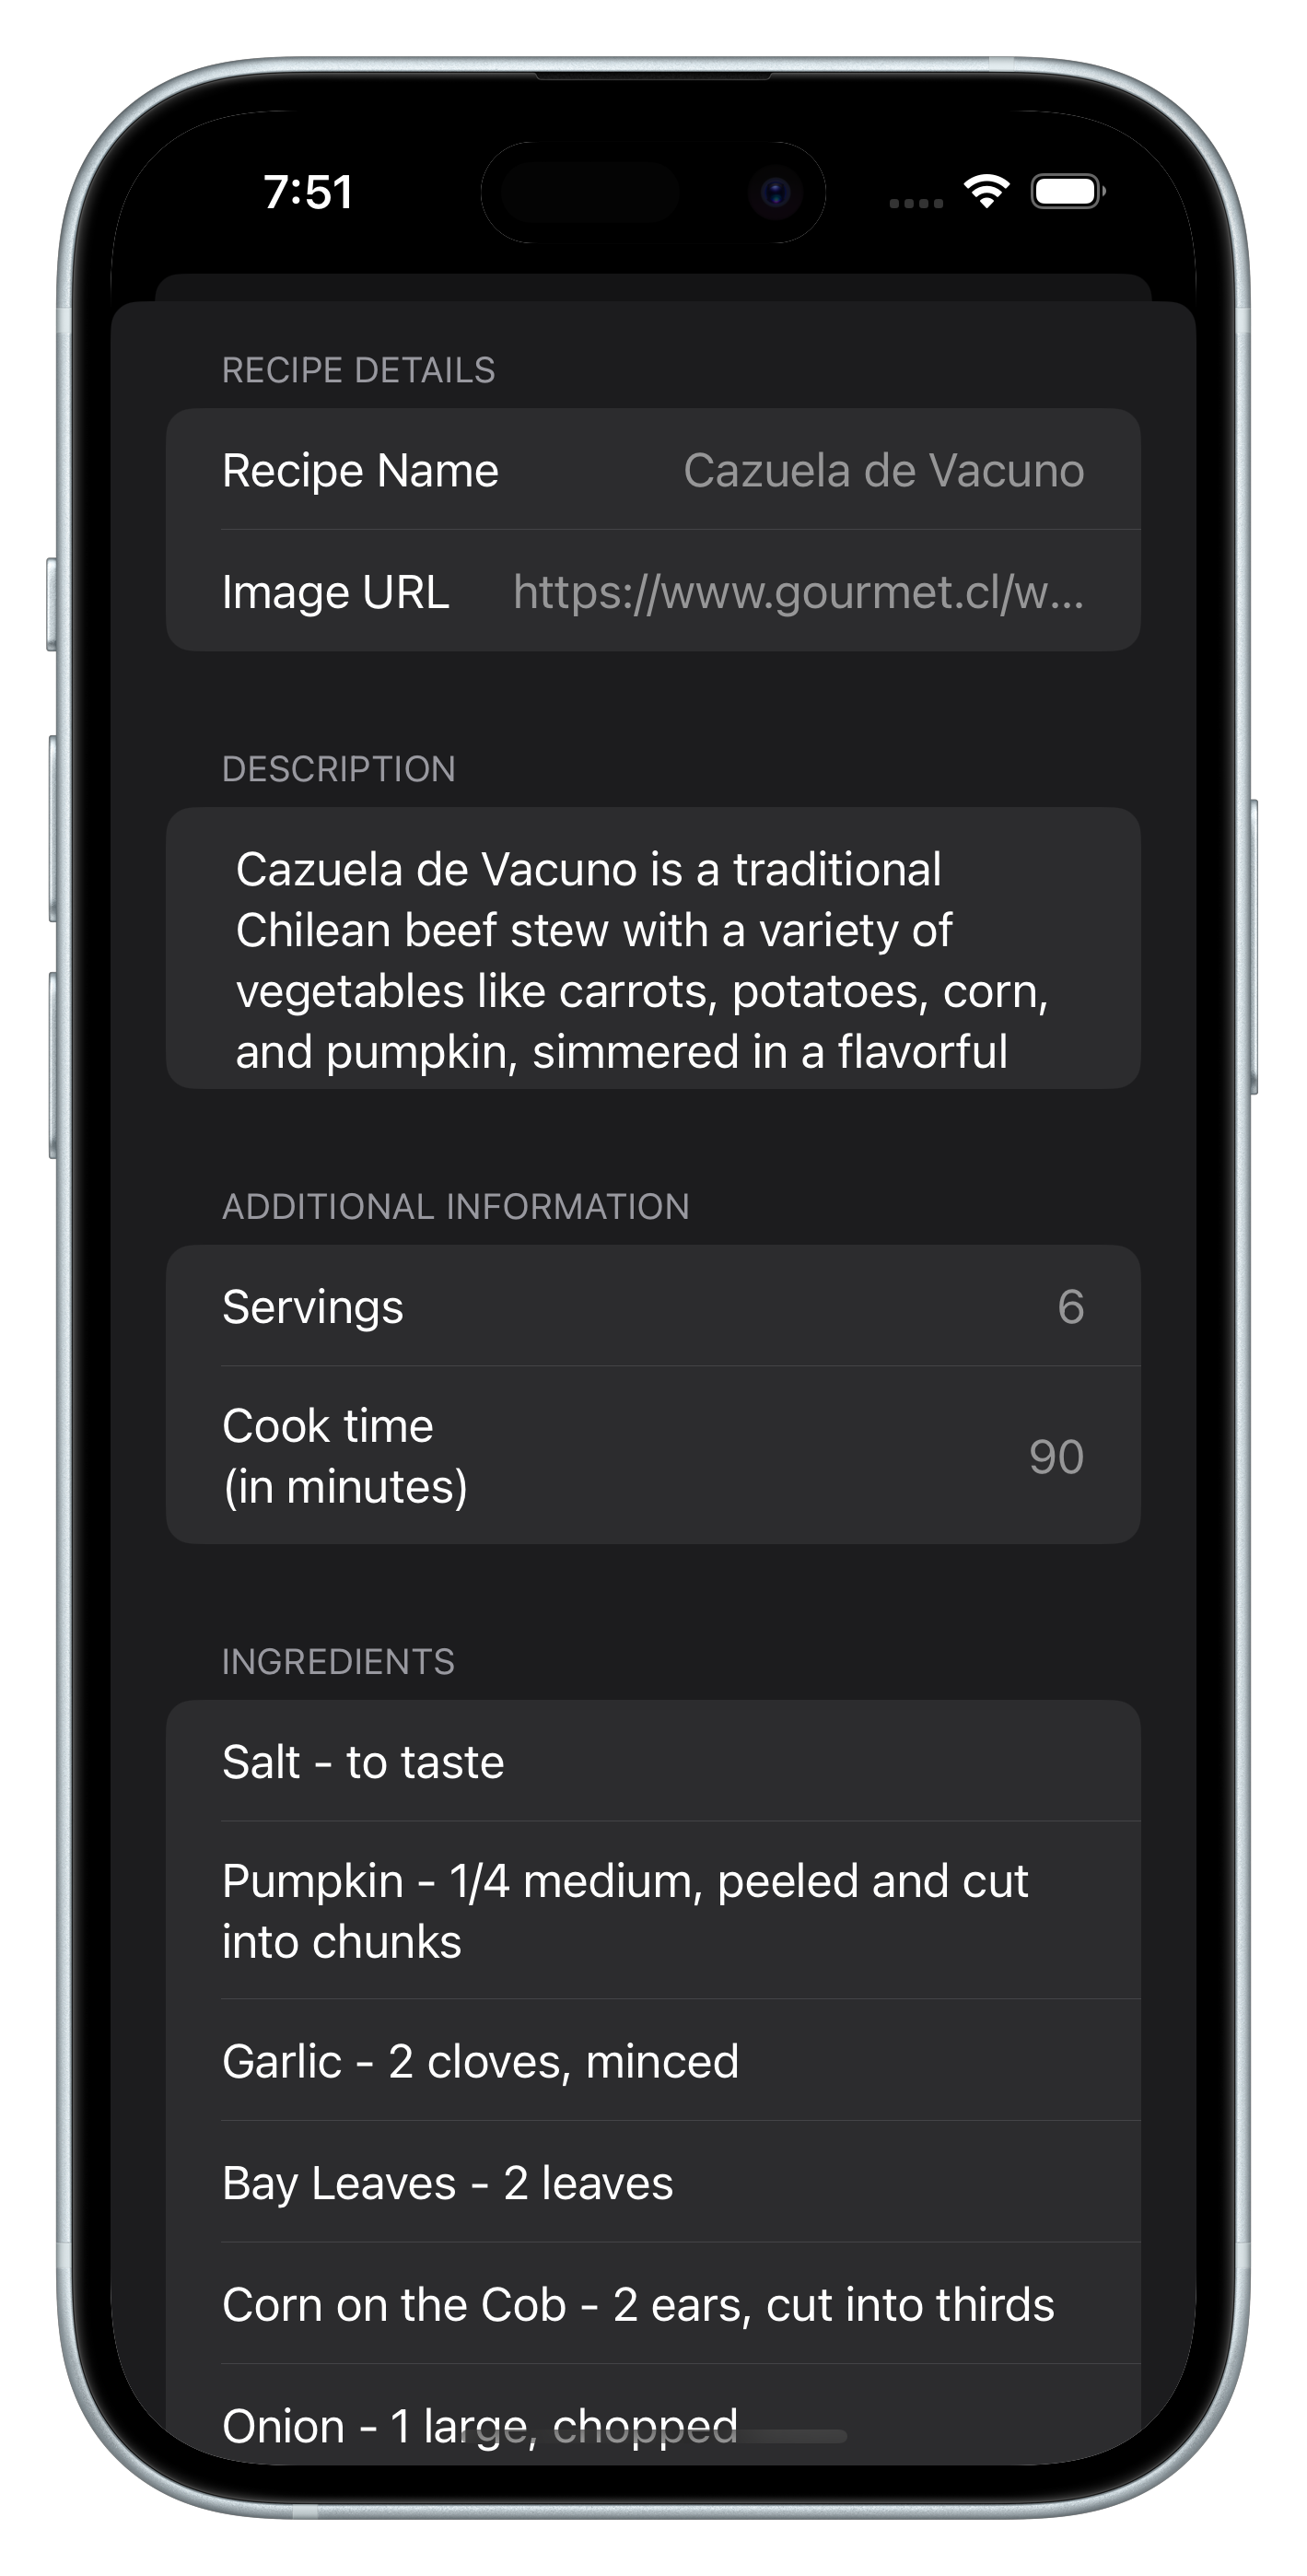 7:51
RECIPE DETAILS
Recipe Name Cazuela de Vacuno
Image URL https://www.gourmet.cl/w...
DESCRIPTION
Cazuela de Vacuno is a traditional
Chilean beef stew with a variety of
vegetables like carrots, potatoes, corn,
and pumpkin, simmered in a flavorful
ADDITIONAL INFORMATION
Servings 6
Cook time
(in minutes) 90
INGREDIENTS
Salt - to taste
Pumpkin - 1/4 medium, peeled and cut
into chunks
Garlic - 2 cloves, minced
Bay Leaves - 2 leaves
Corn on the Cob - 2 ears, cut into thirds
Onion - 1 large, chopped